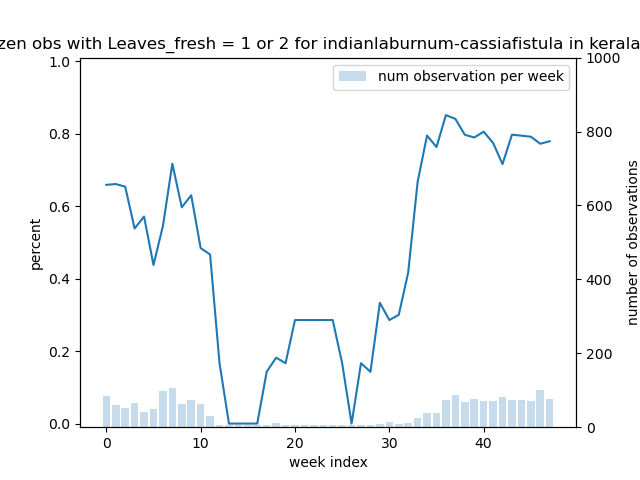 zen obs with Leaves_fresh = 1 or 2 for indianlaburnum-cassiafistula in kerala
num observation per week
1.0
0.8
0.6
0.4
0.2
0.0
percent
1000
800
600
400
200
0
number of observations
0 10 20 30 40
week index